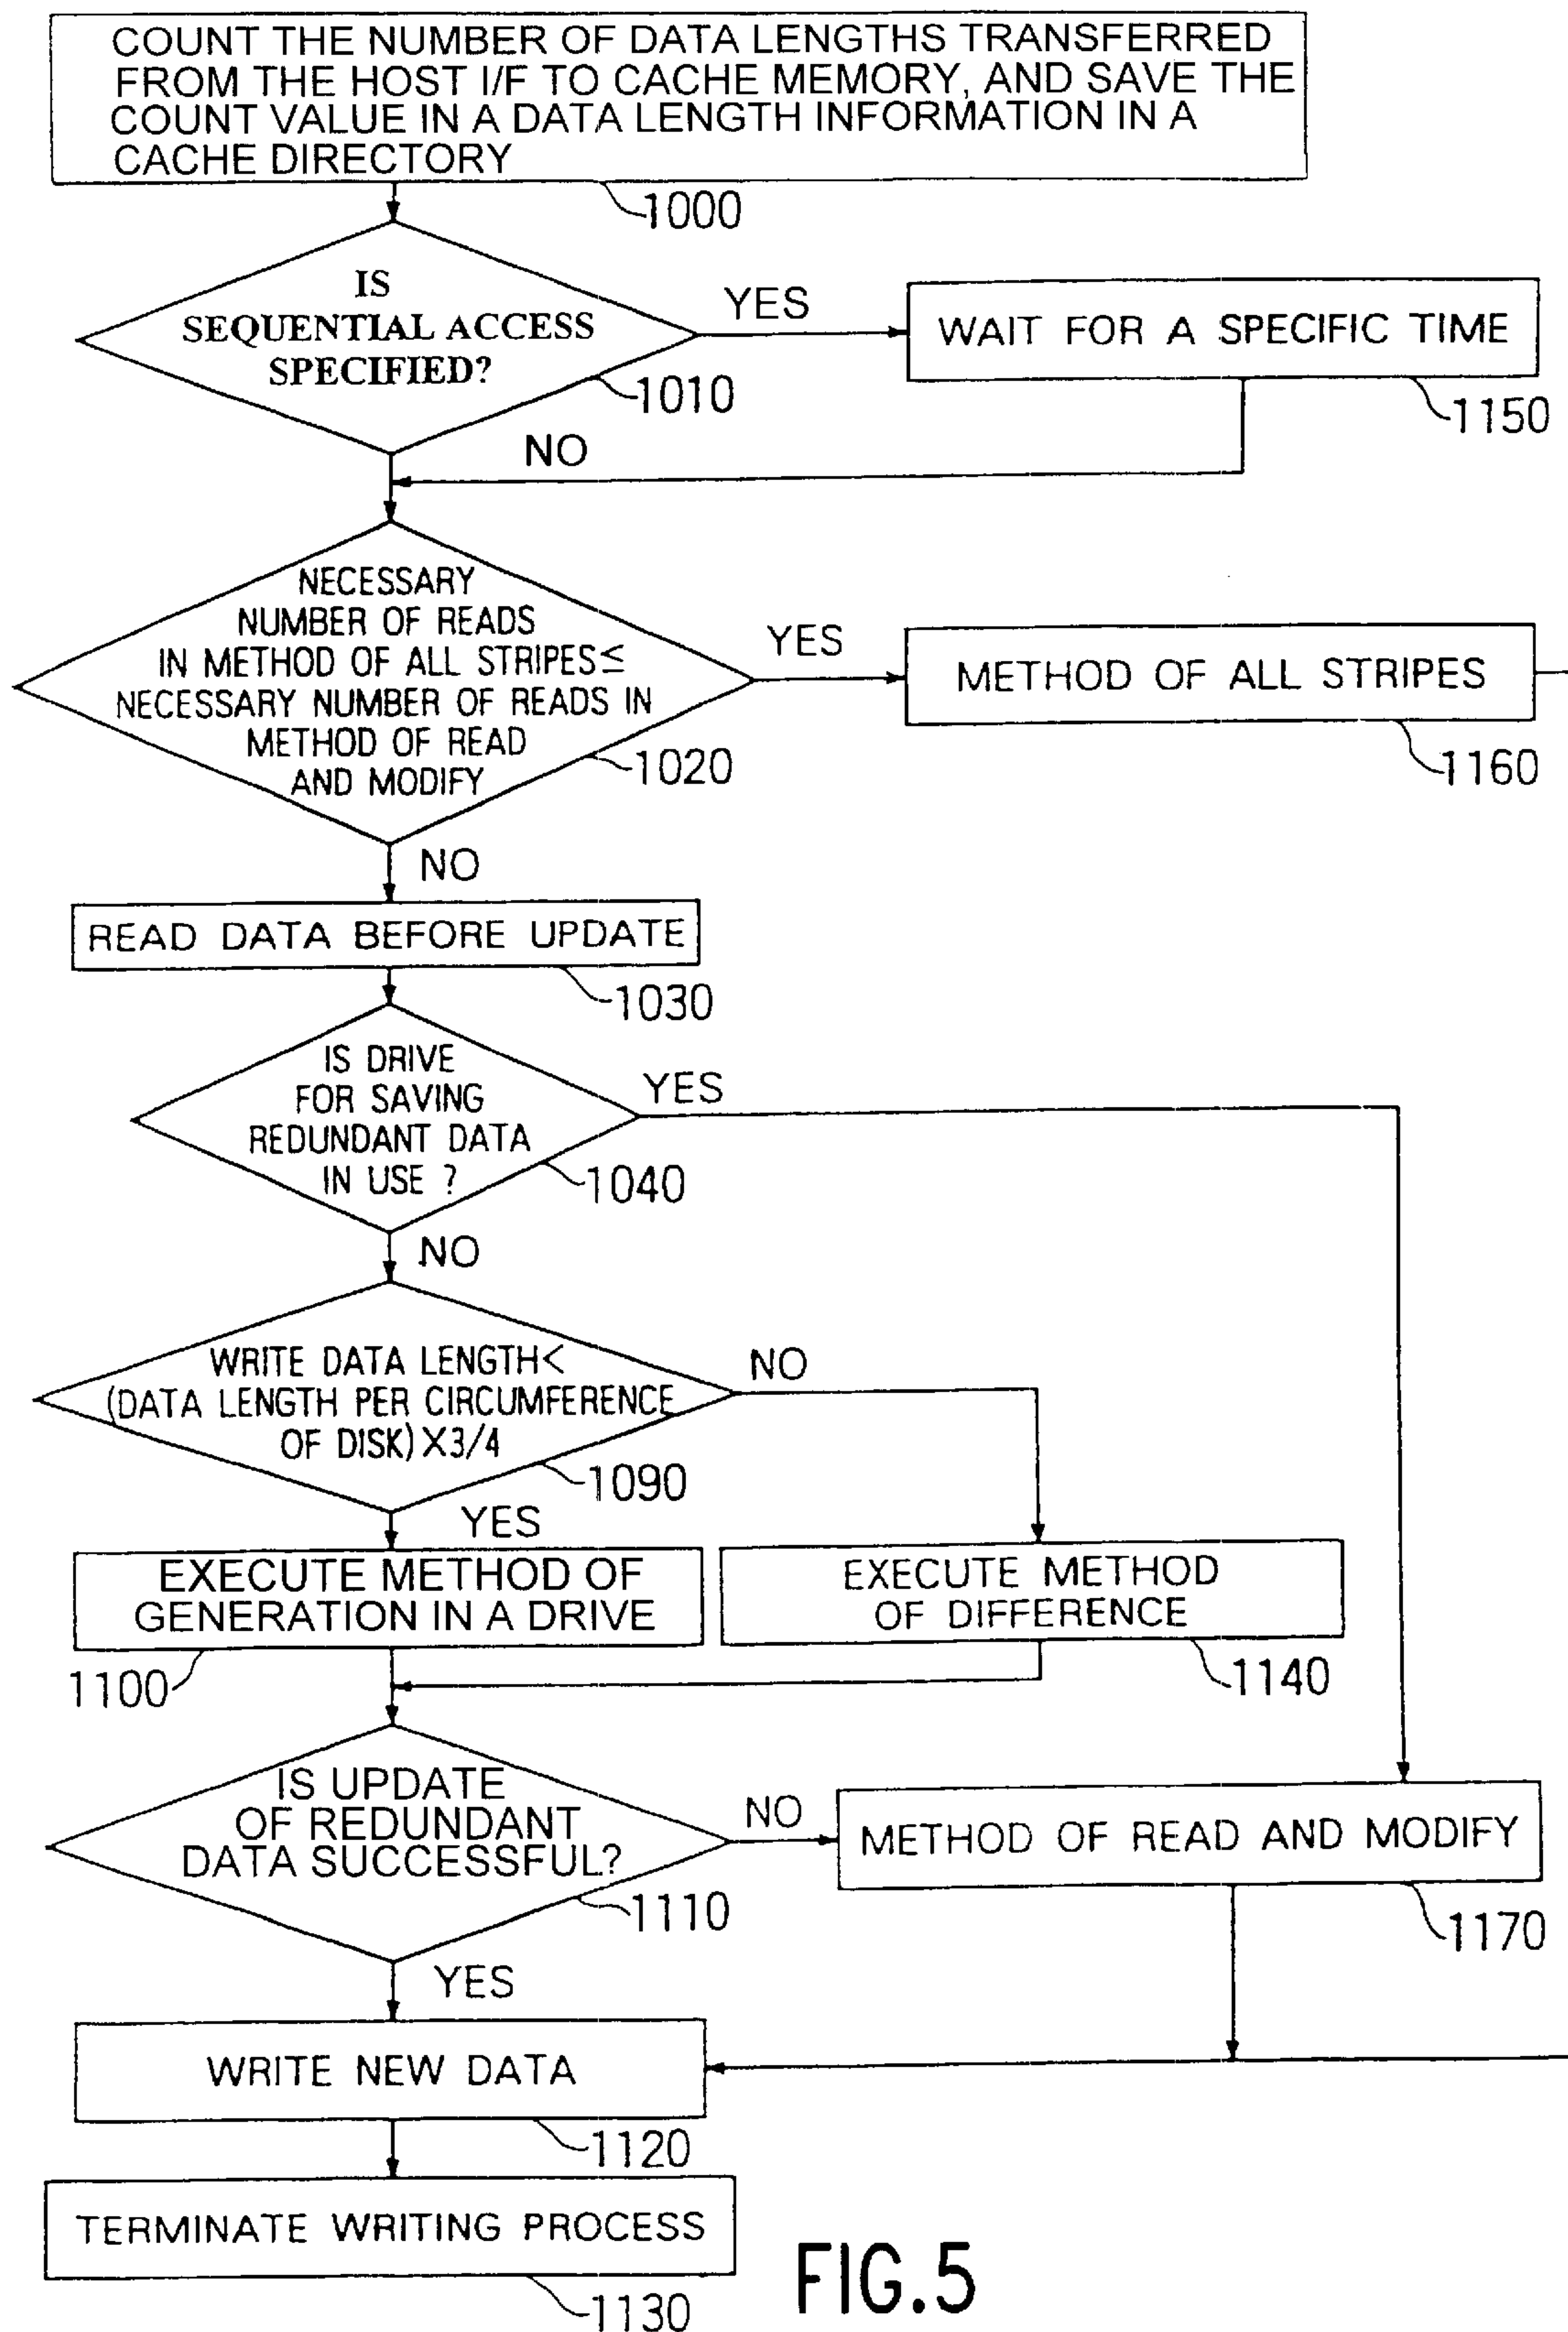 COUNT THE NUMBER OF DATA LENGTHS TRANSFERRED
FROM THE HOST I/F TO CACHE MEMORY, AND SAVE THE
COUNT VALUE IN A DATA LENGTH INFORMATION IN A
CACHE DIRECTORY
1000
IS
SEQUENTIAL ACCESS
SPECIFIED?
1010
YES
WAIT FOR A SPECIFIC TIME
1150
NO
NECESSARY
NUMBER OF READS
IN METHOD OF ALL STRIPES≦
NECESSARY NUMBER OF READS IN
METHOD OF READ
AND MODIFY
1020
YES
METHOD OF ALL STRIPES
1160
NO
READ DATA BEFORE UPDATE
1030
IS DRIVE
FOR SAVING
REDUNDANT DATA
IN USE ?
1040
YES
NO
WRITE DATA LENGTH<
(DATA LENGTH PER CIRCUMFERENCE
OF DISK)X3/4
1090
NO
YES
EXECUTE METHOD OF
GENERATION IN A DRIVE
1100
EXECUTE METHOD
OF DIFFERENCE
1140
IS UPDATE
OF REDUNDANT
DATA SUCCESSFUL?
1110
NO
METHOD OF READ AND MODIFY
1170
YES
WRITE NEW DATA
1120
TERMINATE WRITING PROCESS
1130
FIG.5